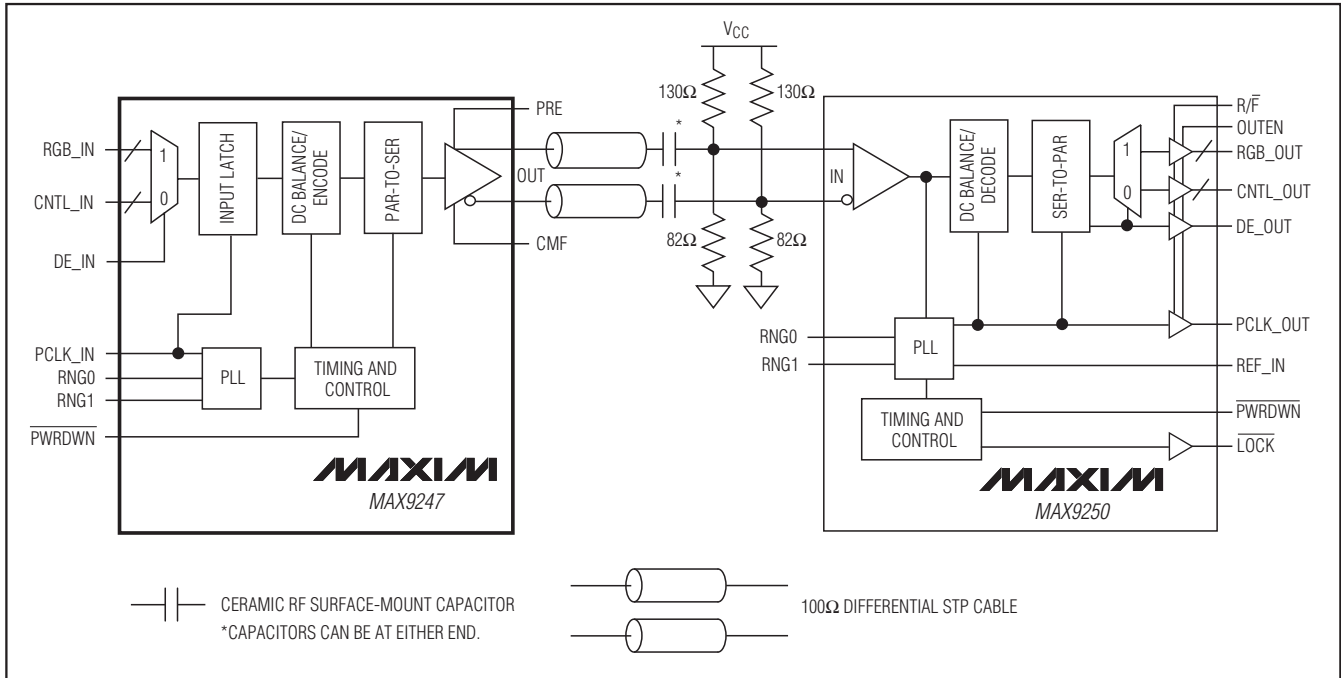 VCC
130Ω
130Ω
*
*
82Ω
82Ω
RGB_IN
CNTL_IN
DE_IN
PCLK_IN
RNG0
RNG1
PWRDWN
1
0
INPUT LATCH
DC BALANCE/
ENCODE
PAR-TO-SER
PLL
TIMING AND
CONTROL
PRE
OUT
CMF
MAXIM
MAX9247
IN
RNG0
RNG1
PLL
TIMING AND
CONTROL
DC BALANCE/
DECODE
SER-TO-PAR
1
0
R/F̅
OUTEN
RGB_OUT
CNTL_OUT
DE_OUT
PCLK_OUT
REF_IN
PWRDWN
LOCK
MAXIM
MAX9250
CERAMIC RF SURFACE-MOUNT CAPACITOR
*CAPACITORS CAN BE AT EITHER END.
100Ω DIFFERENTIAL STP CABLE